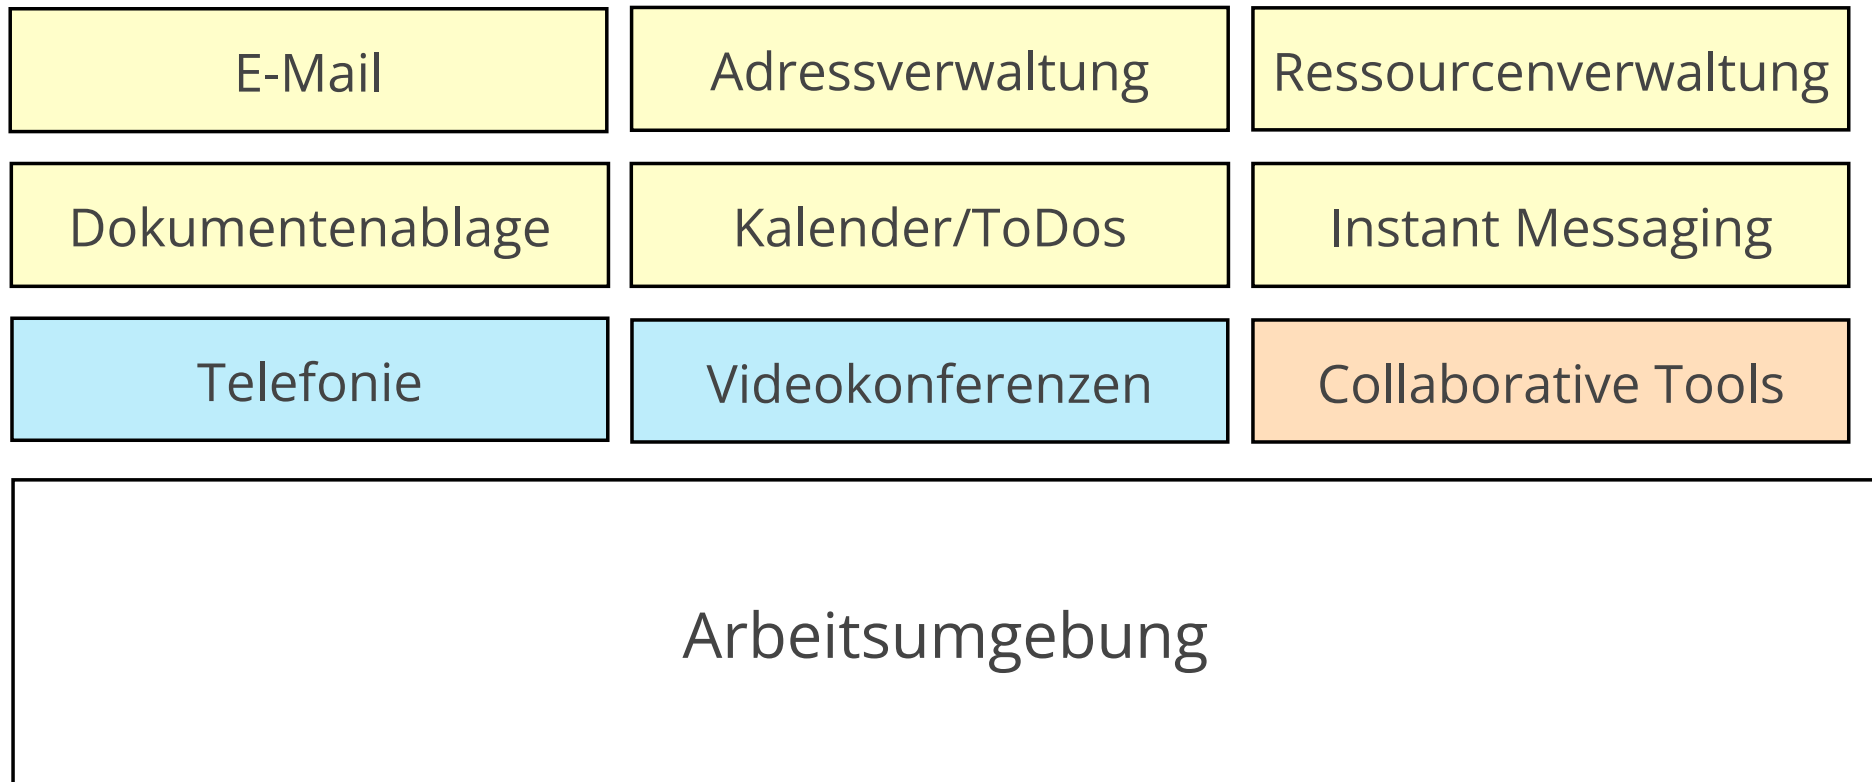 E-Mail
Adressverwaltung
Ressourcenverwaltung
Dokumentenablage
Kalender/ToDos
Instant Messaging
Telefonie
Videokonferenzen
Collaborative Tools
Arbeitsumgebung